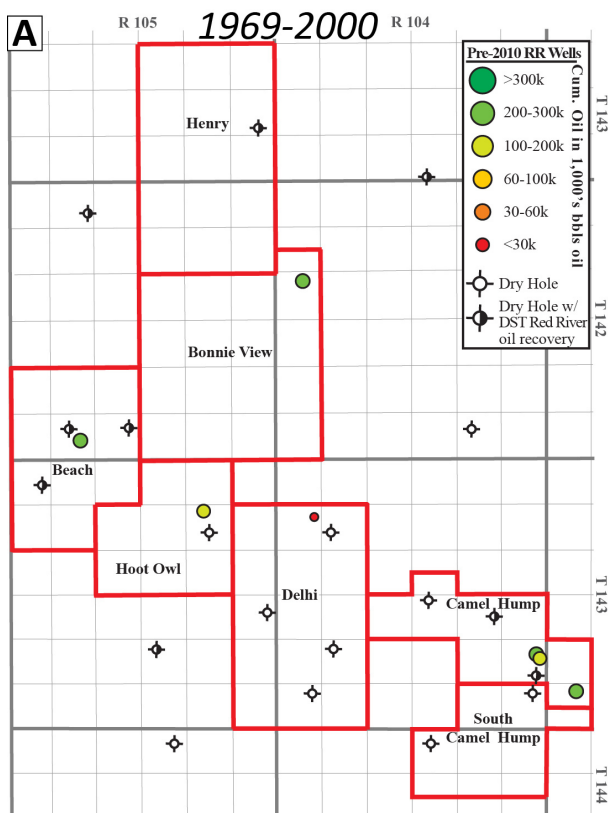 A
1969-2000
R 105
R 104
Pre-2010 RR Wells
>300k
200-300k
100-200k
60-100k
30-60k
<30k
Dry Hole
Dry Hole w/
DST Red River
oil recovery
Cum. Oil in 1,000's bbls oil
T 143
Henry
T 142
Bonnie View
Beach
Hoot Owl
Delhi
T 143
Camel Hump
South
Camel Hump
T 144